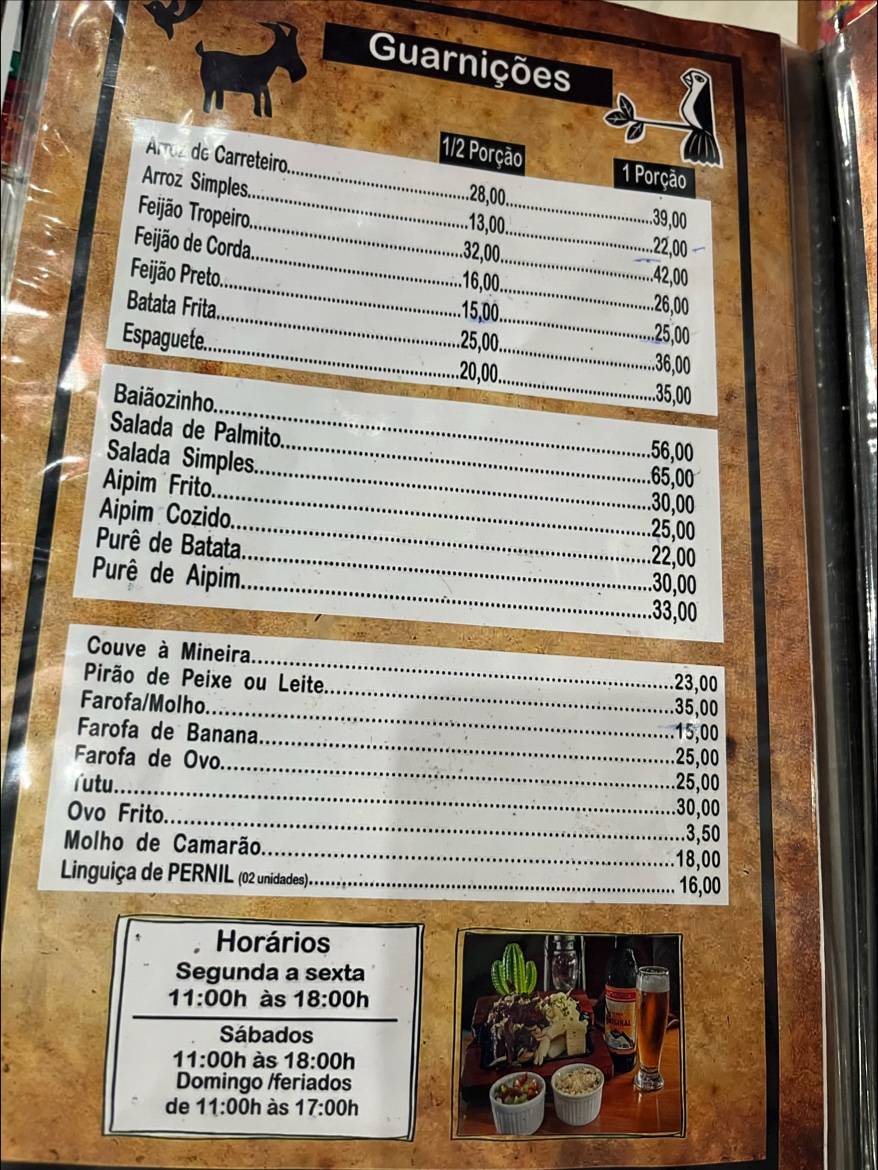 Guarnições
1/2 Porção 1 Porção
Arroz de Carreteiro....................28,00....................39,00
Arroz Simples....................13,00....................22,00
Feijão Tropeiro....................32,00....................42,00
Feijão de Corda....................16,00....................26,00
Feijão Preto....................15,00....................25,00
Batata Frita....................25,00....................36,00
Espaguete....................20,00....................35,00
Baiãozinho....................56,00
Salada de Palmito....................65,00
Salada Simples....................30,00
Aipim Frito....................25,00
Aipim Cozido....................22,00
Purê de Batata....................30,00
Purê de Aipim....................33,00
Couve à Mineira....................23,00
Pirão de Peixe ou Leite....................35,00
Farofa/Molho....................15,00
Farofa de Banana....................25,00
Farofa de Ovo....................25,00
Tutu....................30,00
Ovo Frito....................3,50
Molho de Camarão....................18,00
Linguiça de PERNIL (02 unidades).................... 16,00
Horários
Segunda a sexta
11:00h às 18:00h
Sábados
11:00h às 18:00h
Domingo /feriados
de 11:00h às 17:00h